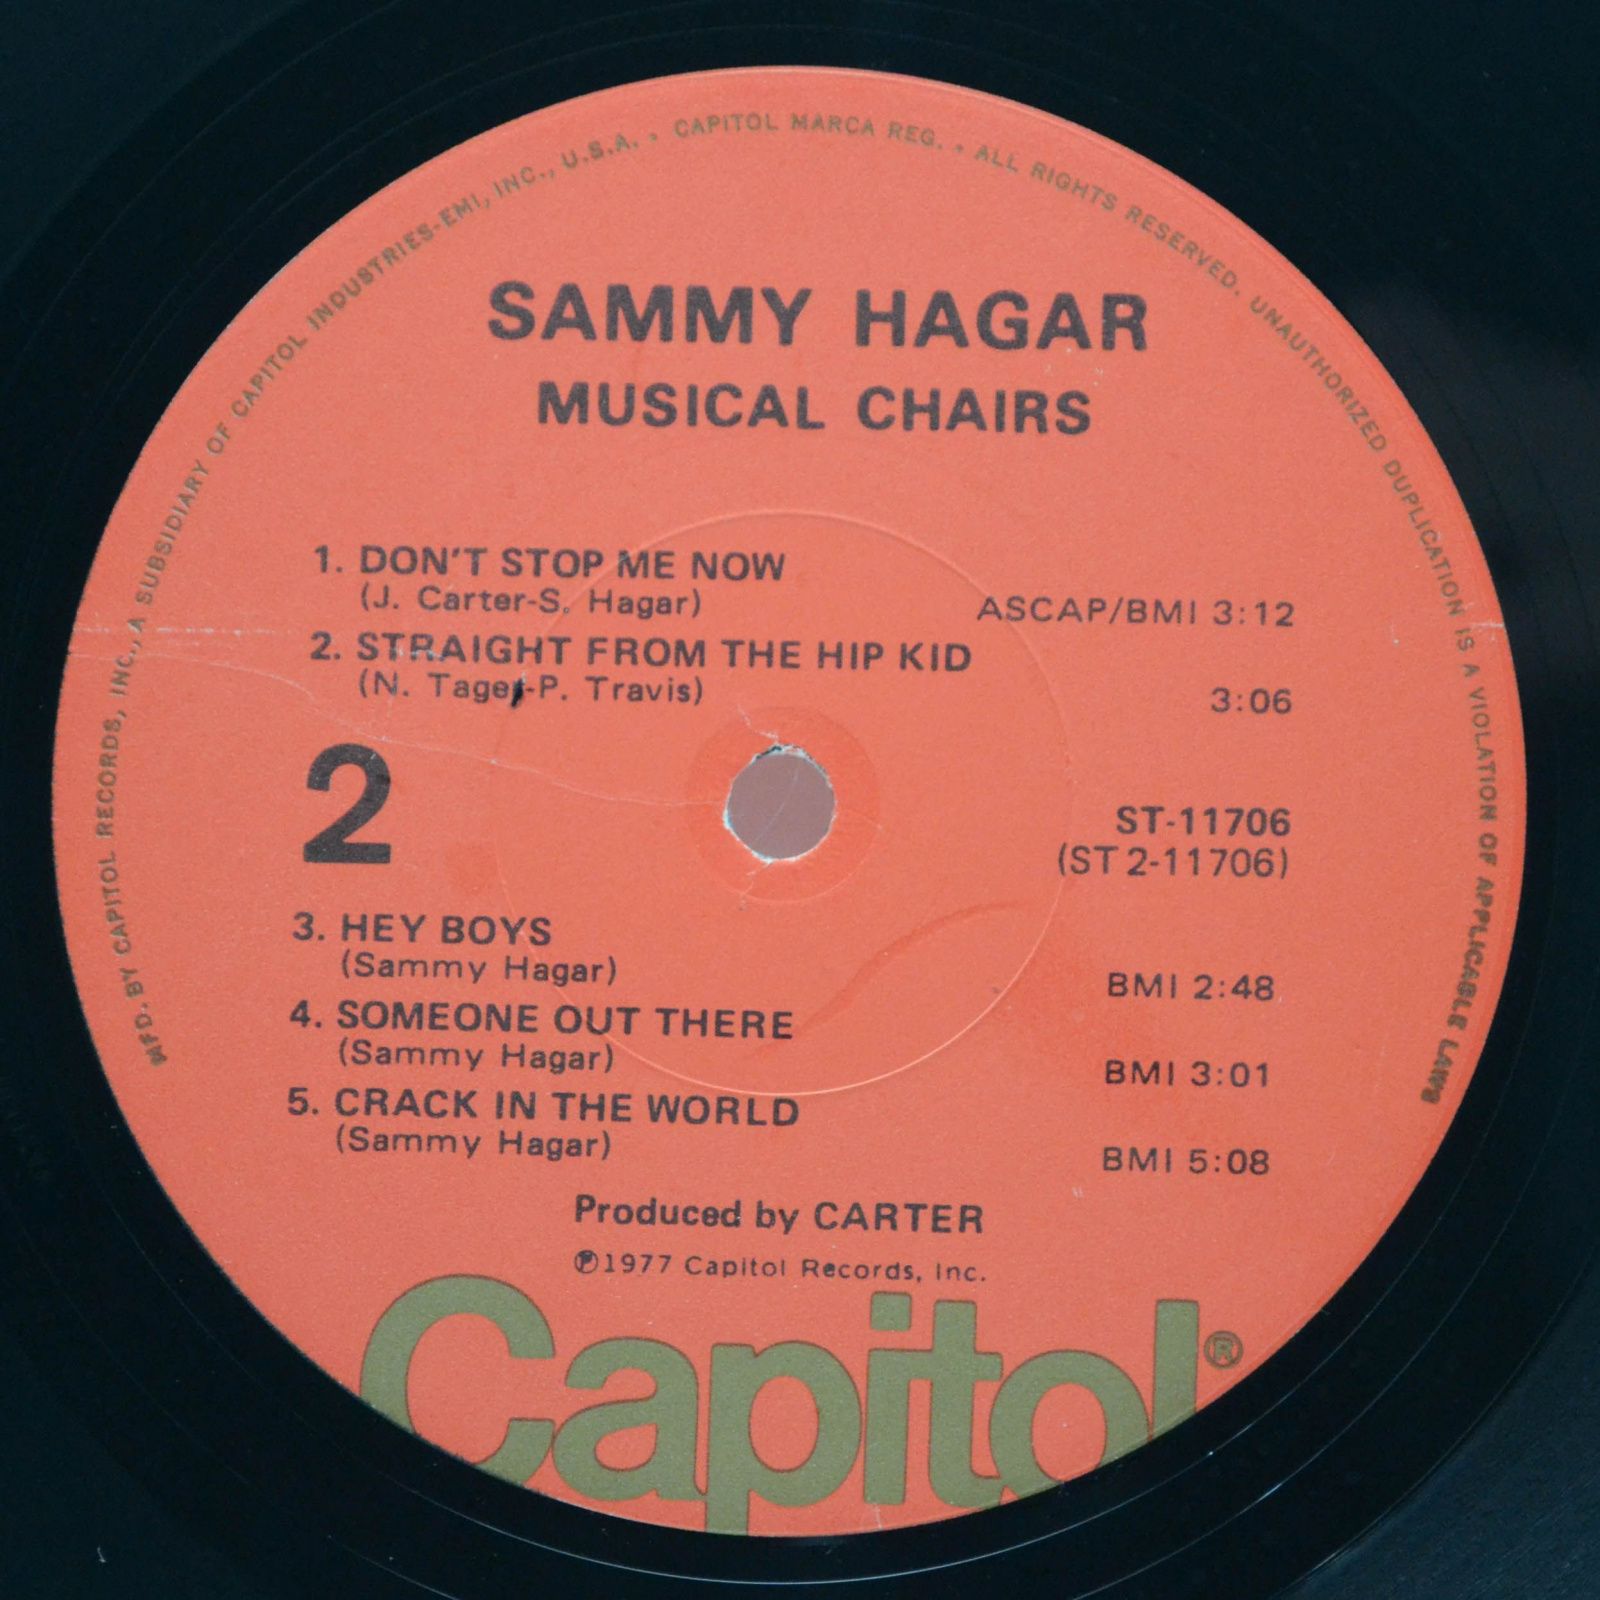 MFD. BY CAPITOL RECORDS, INC., A SUBSIDIARY OF CAPITOL INDUSTRIES-EMI, INC., U.S.A. • CAPITOL MARCA REG. • ALL RIGHTS RESERVED. UNAUTHORIZED DUPLICATION IS A VIOLATION OF APPLICABLE LAWS
SAMMY HAGAR
MUSICAL CHAIRS
1. DON'T STOP ME NOW
(J. Carter-S. Hagar) ASCAP/BMI 3:12
2. STRAIGHT FROM THE HIP KID
(N. Tager-P. Travis) 3:06
2
ST-11706
(ST 2-11706)
3. HEY BOYS
(Sammy Hagar) BMI 2:48
4. SOMEONE OUT THERE
(Sammy Hagar) BMI 3:01
5. CRACK IN THE WORLD
(Sammy Hagar) BMI 5:08
Produced by CARTER
℗1977 Capitol Records, Inc.
Capitol®